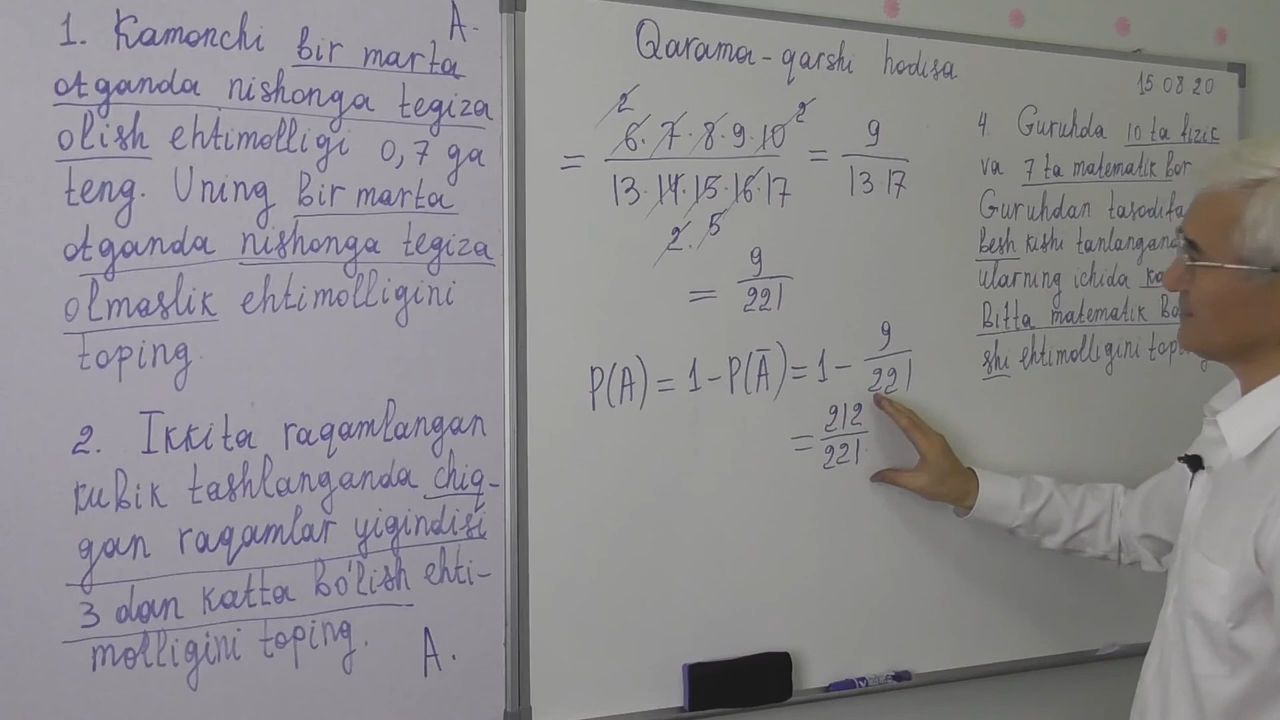 A.
1. Kamonchi bir marta
otganda nishonga tegiza
olish ehtimolligi 0,7 ga
teng. Uning bir marta
otganda nishonga tegiza
olmaslik ehtimolligini
toping.
2. Ikkita raqamlangan
kubik tashlanganda chiq-
gan raqamlar yigindisi
3 dan katta bo'lish ehti-
molligini toping.
A.
Qarama-qarshi hodisa
15 08 20
2 2
= 6·7·8·9·10 / 13·14·15·16·17 = 9 / 13 17
2. 5
= 9 / 221
P(A) = 1 - P(Ā) = 1 - 9 / 221
= 212 / 221.
4. Guruhda 10 ta fizik
va 7 ta matematik bor
Guruhdan
besh kishi
ularning ichida
Bitta matematik
shi ehtimolligini